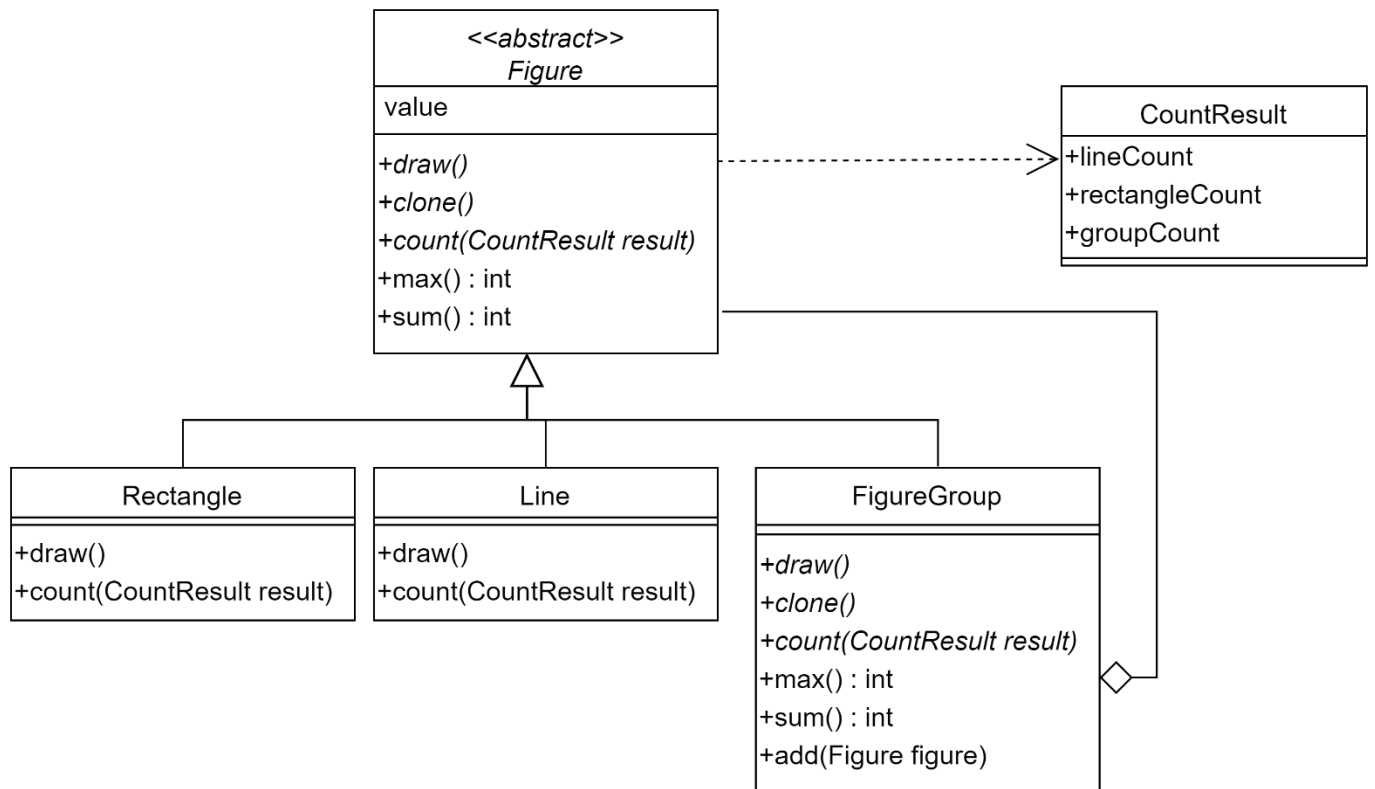 <<abstract>>
Figure
value
+draw()
+clone()
+count(CountResult result)
+max() : int
+sum() : int
CountResult
+lineCount
+rectangleCount
+groupCount
Rectangle
+draw()
+count(CountResult result)
Line
+draw()
+count(CountResult result)
FigureGroup
+draw()
+clone()
+count(CountResult result)
+max() : int
+sum() : int
+add(Figure figure)